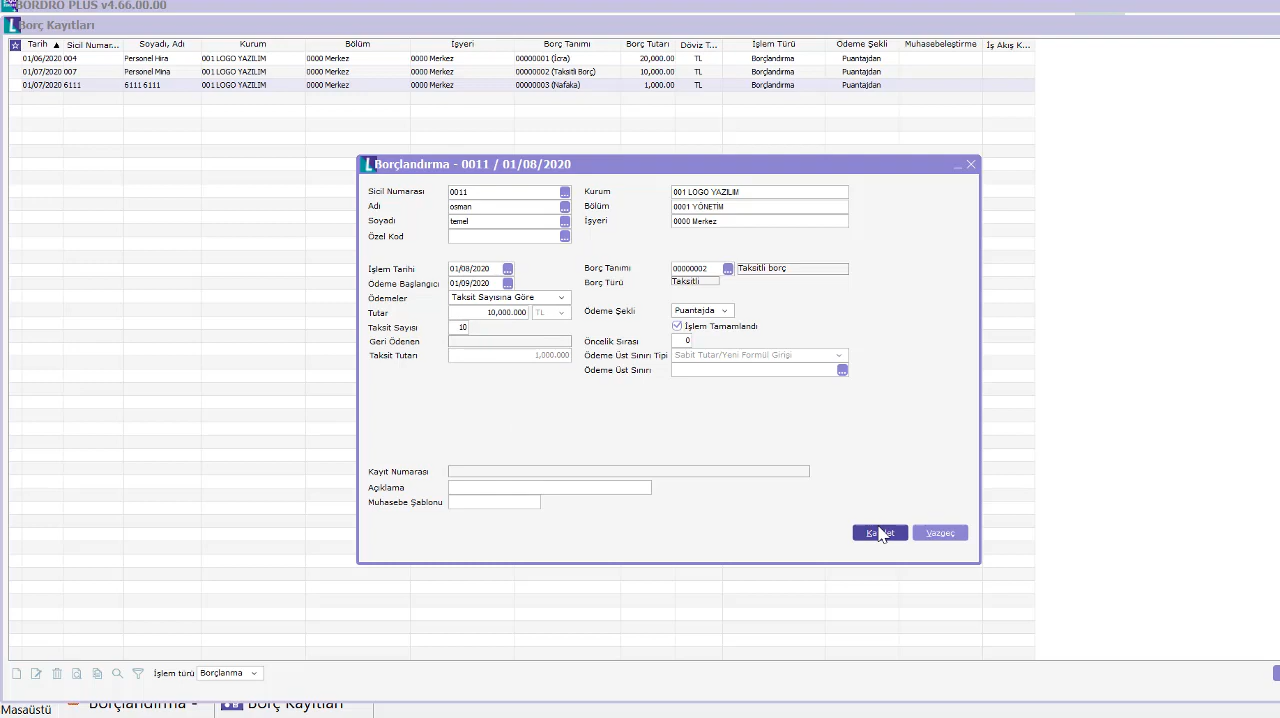 BORDRO PLUS v4.66.00.00
Borç Kayıtları
Tarih ▲ Sicil Numar... Soyadı, Adı Kurum Bölüm İşyeri Borç Tanımı Borç Tutarı Döviz T... İşlem Türü Ödeme Şekli Muhasebeleştirme İş Akış K...
01/06/2020 004 Personel Hira 001 LOGO YAZILIM 0000 Merkez 0000 Merkez 00000001 (İcra) 20,000.00 TL Borçlandırma Puantajdan
01/07/2020 007 Personel Mina 001 LOGO YAZILIM 0000 Merkez 0000 Merkez 00000002 (Taksitli Borç) 10,000.00 TL Borçlandırma Puantajdan
01/07/2020 6111 6111 6111 001 LOGO YAZILIM 0000 Merkez 0000 Merkez 00000003 (Nafaka) 1,000.00 TL Borçlandırma Puantajdan
Borçlandırma - 0011 / 01/08/2020
Sicil Numarası 0011 Kurum 001 LOGO YAZILIM
Adı osman Bölüm 0001 YÖNETİM
Soyadı temel İşyeri 0000 Merkez
Özel Kod
İşlem Tarihi 01/08/2020 Borç Tanımı 00000002 Taksitli borç
Ödeme Başlangıcı 01/09/2020 Borç Türü Taksitli
Ödemeler Taksit Sayısına Göre
Tutar 10,000.000 TL Ödeme Şekli Puantajda
Taksit Sayısı 10 İşlem Tamamlandı
Geri Ödenen Öncelik Sırası 0
Taksit Tutarı 1,000.000 Ödeme Üst Sınırı Tipi Sabit Tutar/Yeni Formül Girişi
Ödeme Üst Sınırı
Kayıt Numarası
Açıklama
Muhasebe Şablonu
Vazgeç
İşlem türü Borçlanma
Masaüstü Borçlandırma - Borç Kayıtları